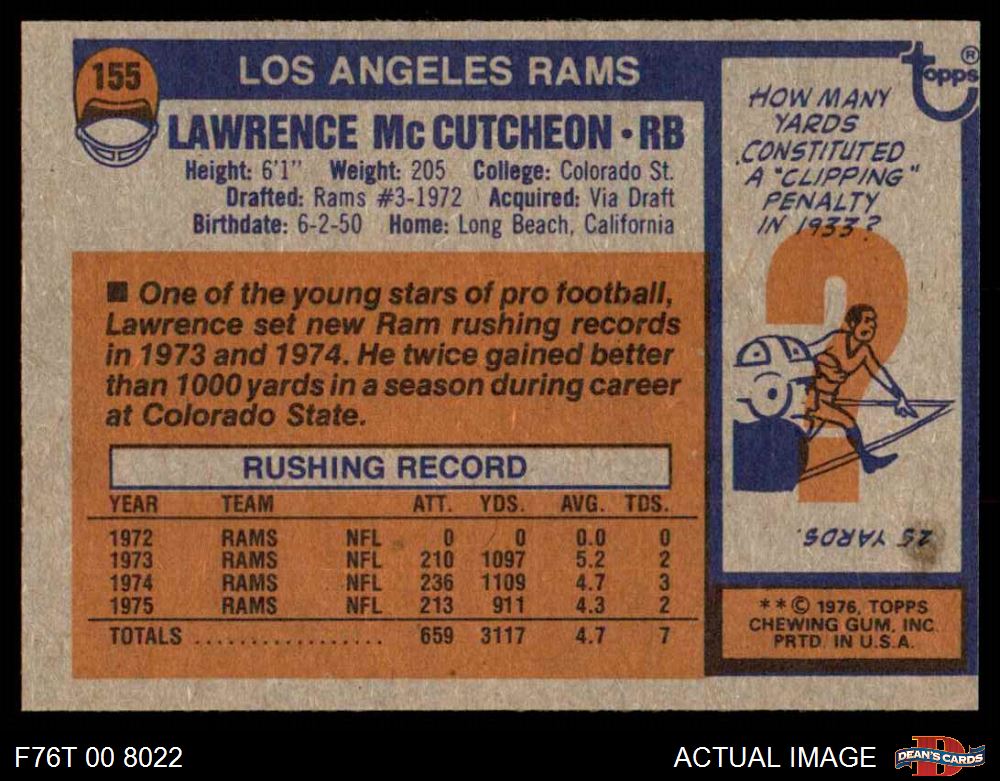 155
LOS ANGELES RAMS
LAWRENCE McCUTCHEON • RB
Height: 6'1" Weight: 205 College: Colorado St.
Drafted: Rams #3-1972 Acquired: Via Draft
Birthdate: 6-2-50 Home: Long Beach, California
■ One of the young stars of pro football,
Lawrence set new Ram rushing records
in 1973 and 1974. He twice gained better
than 1000 yards in a season during career
at Colorado State.
RUSHING RECORD
YEAR TEAM ATT. YDS. AVG. TDS.
1972 RAMS NFL 0 0 0.0 0
1973 RAMS NFL 210 1097 5.2 2
1974 RAMS NFL 236 1109 4.7 3
1975 RAMS NFL 213 911 4.3 2
TOTALS ................. 659 3117 4.7 7
topps®
HOW MANY
YARDS
CONSTITUTED
A "CLIPPING"
PENALTY
IN 1933?
?
25 YARDS.
**© 1976, TOPPS
CHEWING GUM, INC.
PRTD. IN U.S.A.
F76T 00 8022
ACTUAL IMAGE
D
DEAN'S CARDS